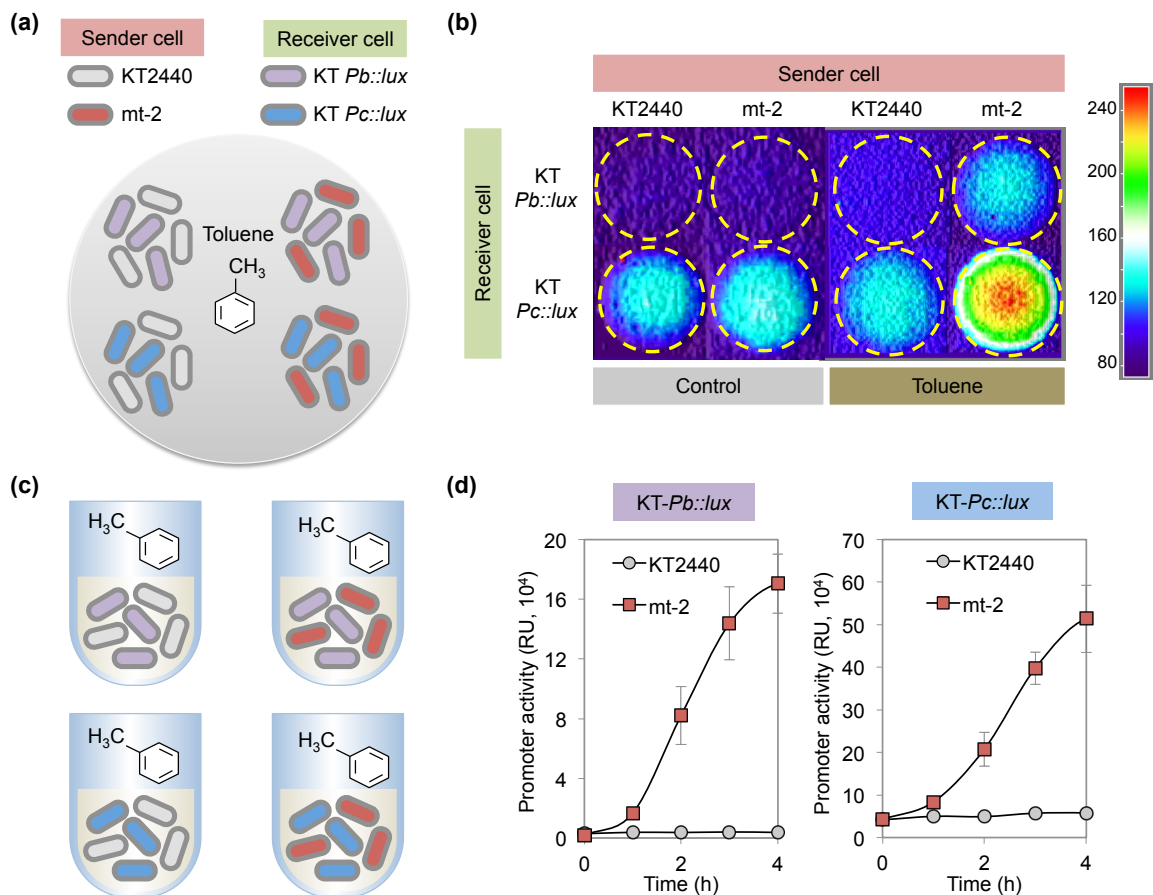 (a)
Sender cell
Receiver cell
KT2440
KT Pb::lux
mt-2
KT Pc::lux
Toluene
CH3
(b)
Sender cell
KT2440
mt-2
KT2440
mt-2
Receiver cell
KT
Pb::lux
KT
Pc::lux
Control
Toluene
240
200
160
120
80
(c)
H3C
H3C
H3C
H3C
(d)
KT-Pb::lux
Promoter activity (RU, 10⁴)
20
16
12
8
4
0
KT2440
mt-2
0
2
4
Time (h)
KT-Pc::lux
Promoter activity (RU, 10⁴)
70
60
50
40
30
20
10
0
KT2440
mt-2
0
2
4
Time (h)